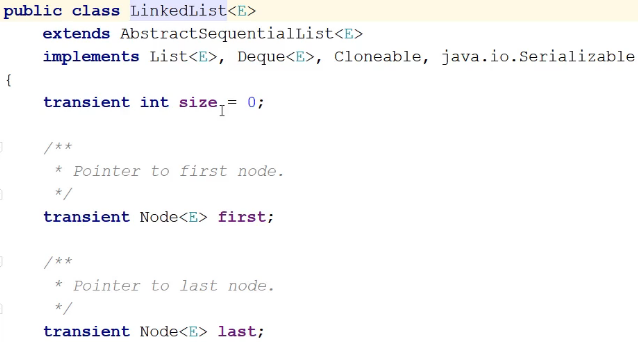 public class LinkedList<E>
extends AbstractSequentialList<E>
implements List<E>, Deque<E>, Cloneable, java.io.Serializable
{
transient int size = 0;
/**
* Pointer to first node.
*/
transient Node<E> first;
/**
* Pointer to last node.
*/
transient Node<E> last;